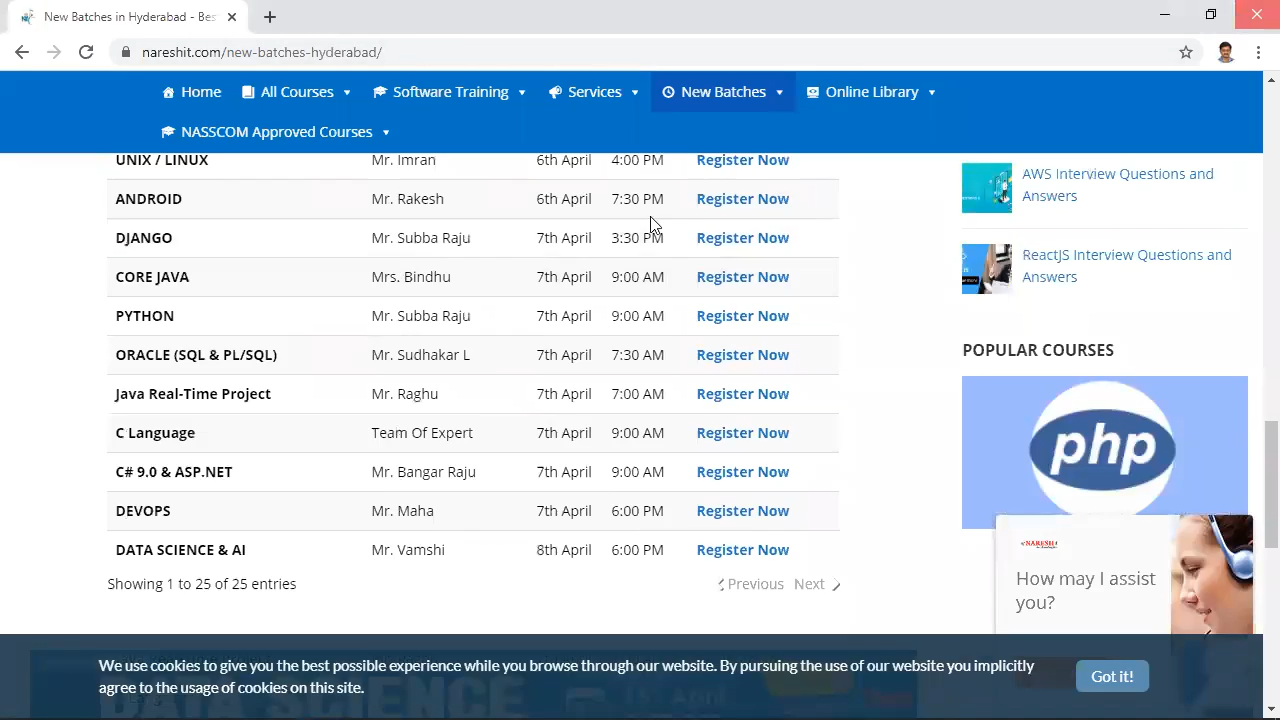 New Batches in Hyderabad - Bes
nareshit.com/new-batches-hyderabad/
Home All Courses Software Training Services New Batches Online Library
NASSCOM Approved Courses
UNIX / LINUX Mr. Imran 6th April 4:00 PM Register Now
ANDROID Mr. Rakesh 6th April 7:30 PM Register Now
DJANGO Mr. Subba Raju 7th April 3:30 PM Register Now
CORE JAVA Mrs. Bindhu 7th April 9:00 AM Register Now
PYTHON Mr. Subba Raju 7th April 9:00 AM Register Now
ORACLE (SQL & PL/SQL) Mr. Sudhakar L 7th April 7:30 AM Register Now
Java Real-Time Project Mr. Raghu 7th April 7:00 AM Register Now
C Language Team Of Expert 7th April 9:00 AM Register Now
C# 9.0 & ASP.NET Mr. Bangar Raju 7th April 9:00 AM Register Now
DEVOPS Mr. Maha 7th April 6:00 PM Register Now
DATA SCIENCE & AI Mr. Vamshi 8th April 6:00 PM Register Now
Showing 1 to 25 of 25 entries
Previous Next
AWS Interview Questions and
Answers
ReactJS Interview Questions and
Answers
POPULAR COURSES
php
NARESH
How may I assist
you?
We use cookies to give you the best possible experience while you browse through our website. By pursuing the use of our website you implicitly
agree to the usage of cookies on this site.
Got it!
DATA SCIENCE
April